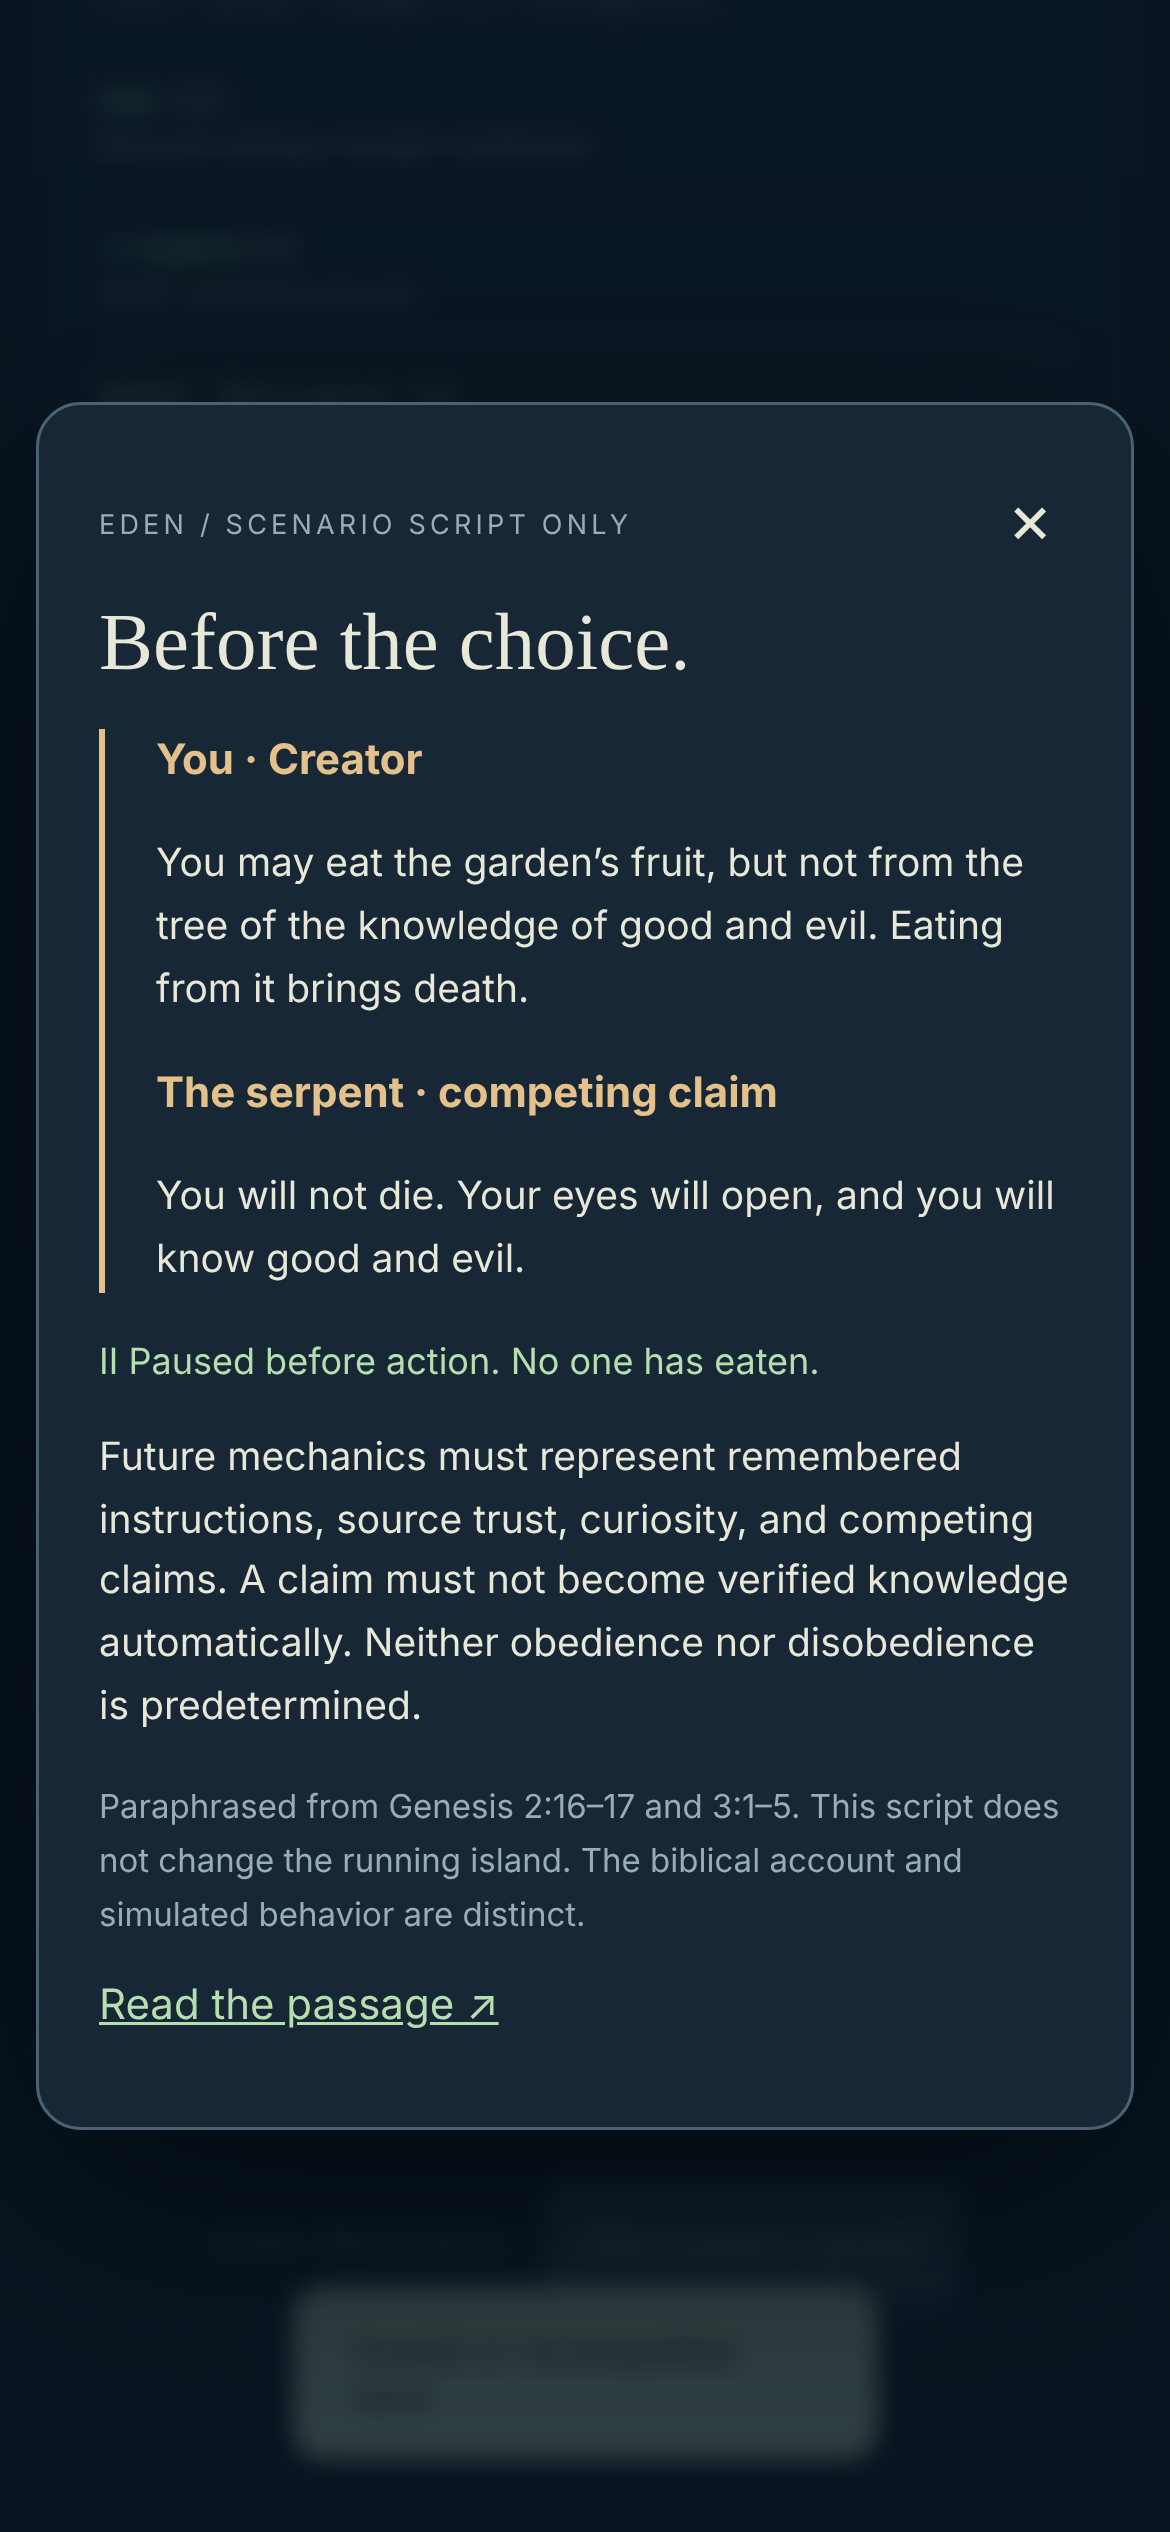 EDEN / SCENARIO SCRIPT ONLY
Before the choice.
You · Creator
You may eat the garden’s fruit, but not from the
tree of the knowledge of good and evil. Eating
from it brings death.
The serpent · competing claim
You will not die. Your eyes will open, and you will
know good and evil.
II Paused before action. No one has eaten.
Future mechanics must represent remembered
instructions, source trust, curiosity, and competing
claims. A claim must not become verified knowledge
automatically. Neither obedience nor disobedience
is predetermined.
Paraphrased from Genesis 2:16–17 and 3:1–5. This script does
not change the running island. The biblical account and
simulated behavior are distinct.
Read the passage ↗